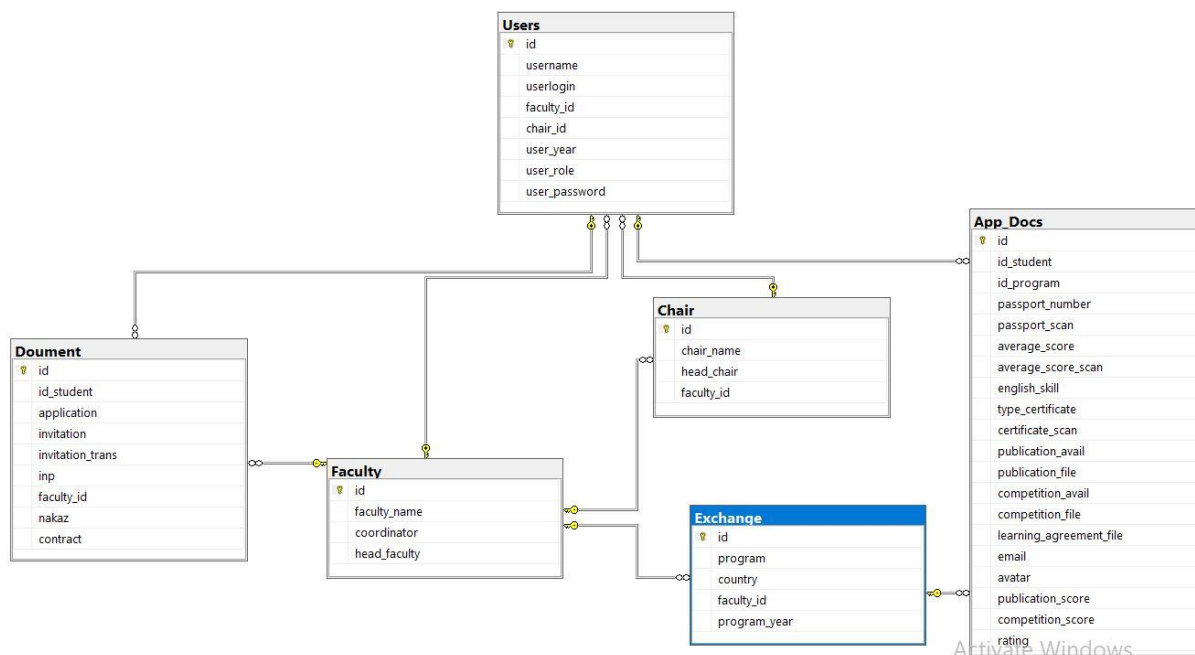 Users
id
username
userlogin
faculty_id
chair_id
user_year
user_role
user_password
App_Docs
id
id_student
id_program
passport_number
passport_scan
average_score
average_score_scan
english_skill
type_certificate
certificate_scan
publication_avail
publication_file
competition_avail
competition_file
learning_agreement_file
email
avatar
publication_score
competition_score
rating
Chair
id
chair_name
head_chair
faculty_id
Doument
id
id_student
application
invitation
invitation_trans
inp
faculty_id
nakaz
contract
Faculty
id
faculty_name
coordinator
head_faculty
Exchange
id
program
country
faculty_id
program_year
Activate Windows